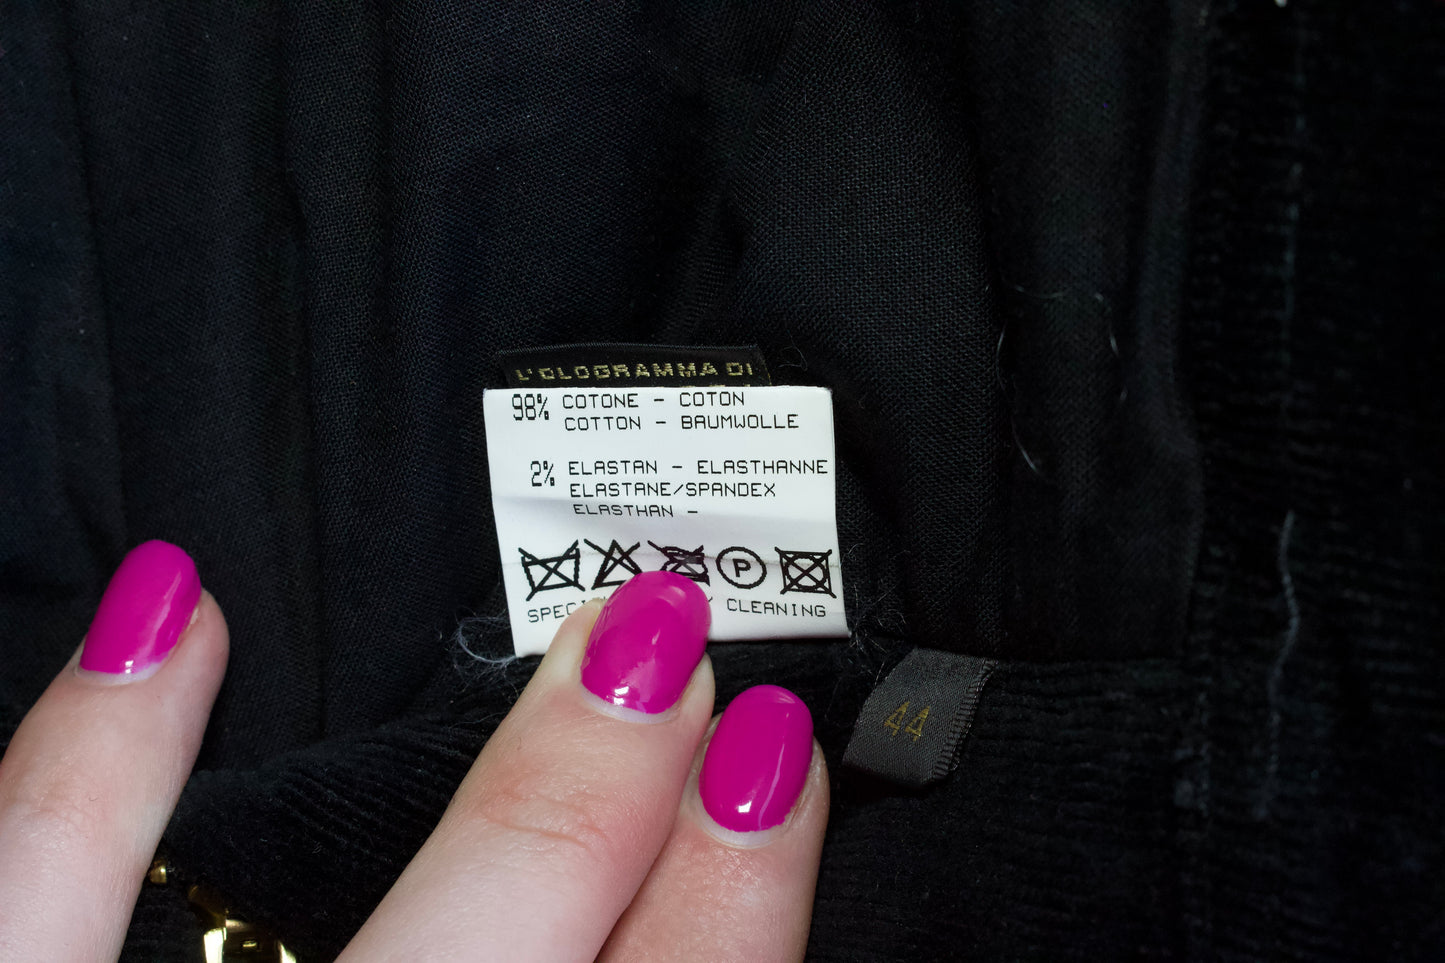 L'OLOGRAMMA DI
98% COTONE - COTON
COTTON - BAUMWOLLE
2% ELASTAN - ELASTHANNE
ELASTANE/SPANDEX
ELASTHAN -
P
CLEANING
44